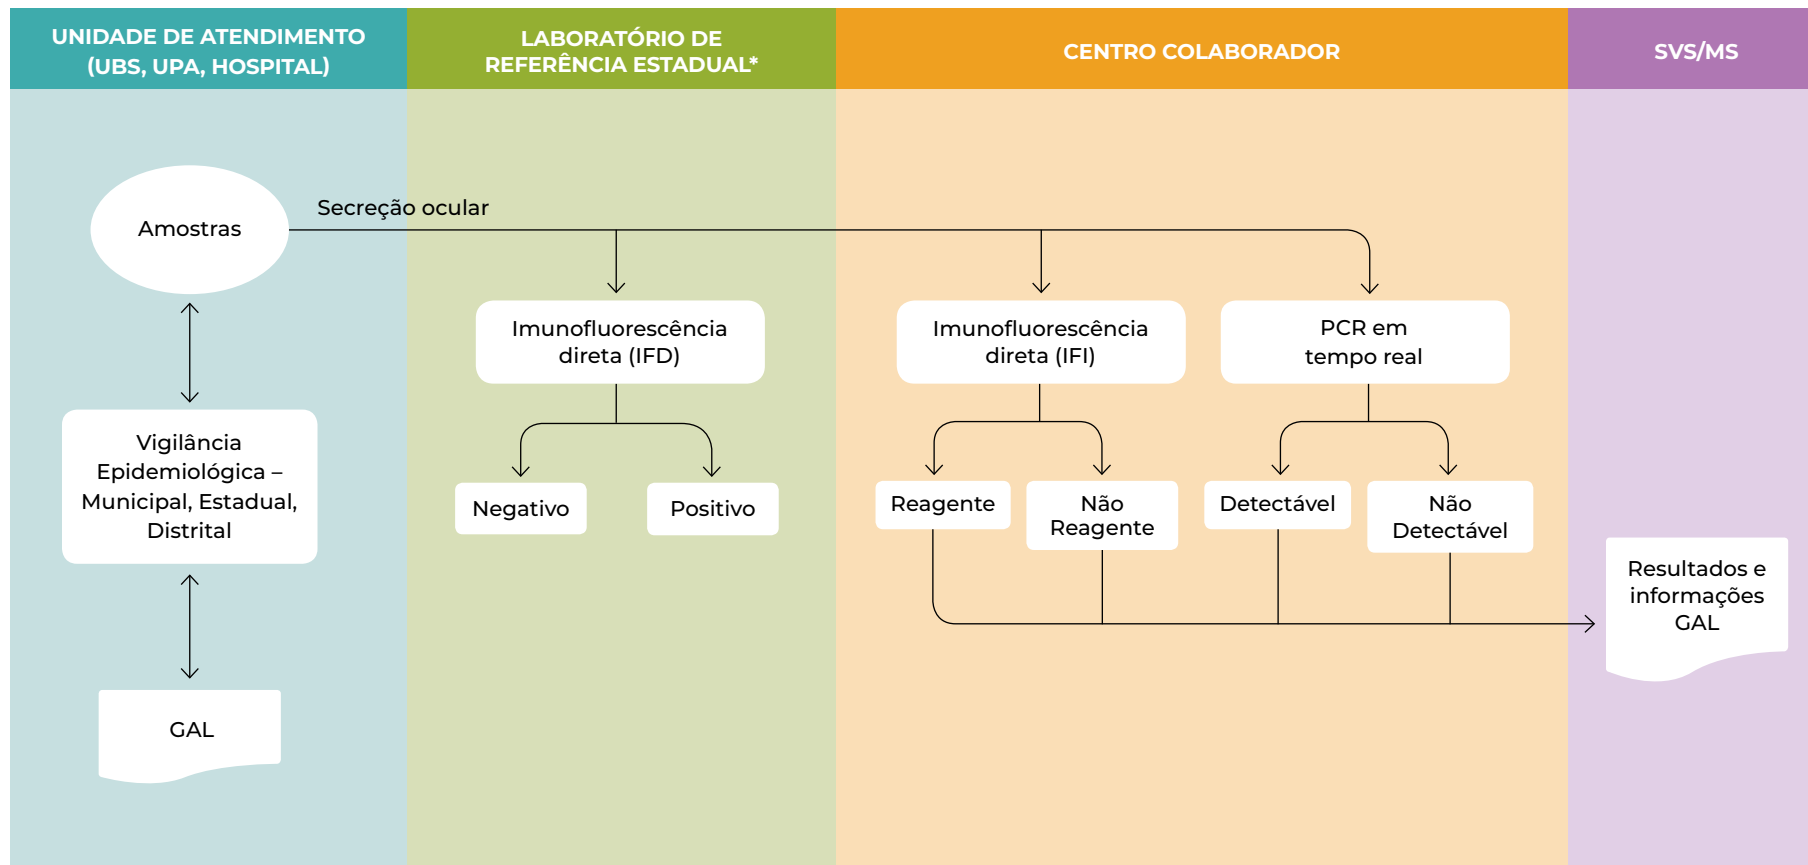 UNIDADE DE ATENDIMENTO
(UBS, UPA, HOSPITAL)
LABORATÓRIO DE
REFERÊNCIA ESTADUAL*
CENTRO COLABORADOR
SVS/MS
Amostras
Secreção ocular
Vigilância
Epidemiológica –
Municipal, Estadual,
Distrital
GAL
Imunofluorescência
direta (IFD)
Negativo
Positivo
Imunofluorescência
direta (IFI)
PCR em
tempo real
Reagente
Não
Reagente
Detectável
Não
Detectável
Resultados e
informações
GAL